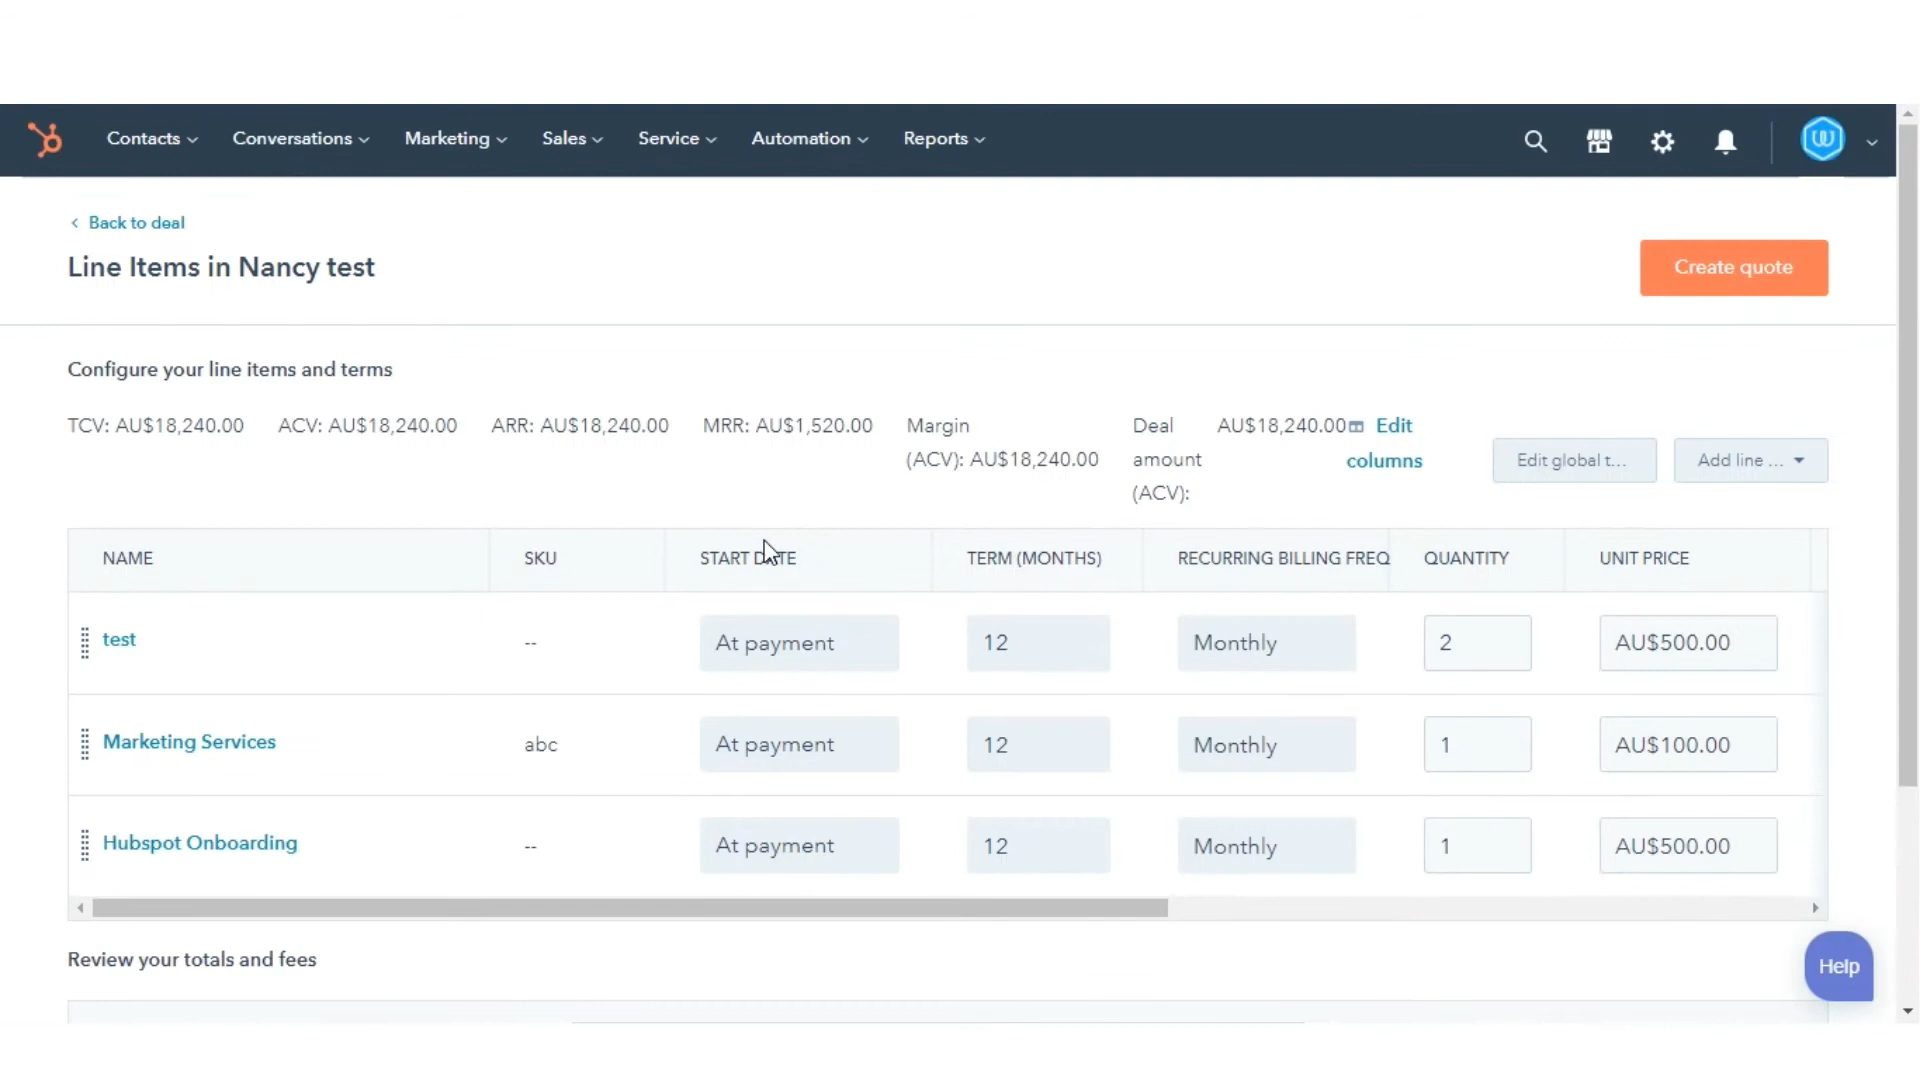 Contacts Conversations Marketing Sales Service Automation Reports
Back to deal
Line Items in Nancy test
Create quote
Configure your line items and terms
TCV: AU$18,240.00 ACV: AU$18,240.00 ARR: AU$18,240.00 MRR: AU$1,520.00 Margin Deal AU$18,240.00 Edit
(ACV): AU$18,240.00 amount columns Edit global t... Add line ...
(ACV):
NAME SKU START DATE TERM (MONTHS) RECURRING BILLING FREQ QUANTITY UNIT PRICE
test -- At payment 12 Monthly 2 AU$500.00
Marketing Services abc At payment 12 Monthly 1 AU$100.00
Hubspot Onboarding -- At payment 12 Monthly 1 AU$500.00
Review your totals and fees
Help